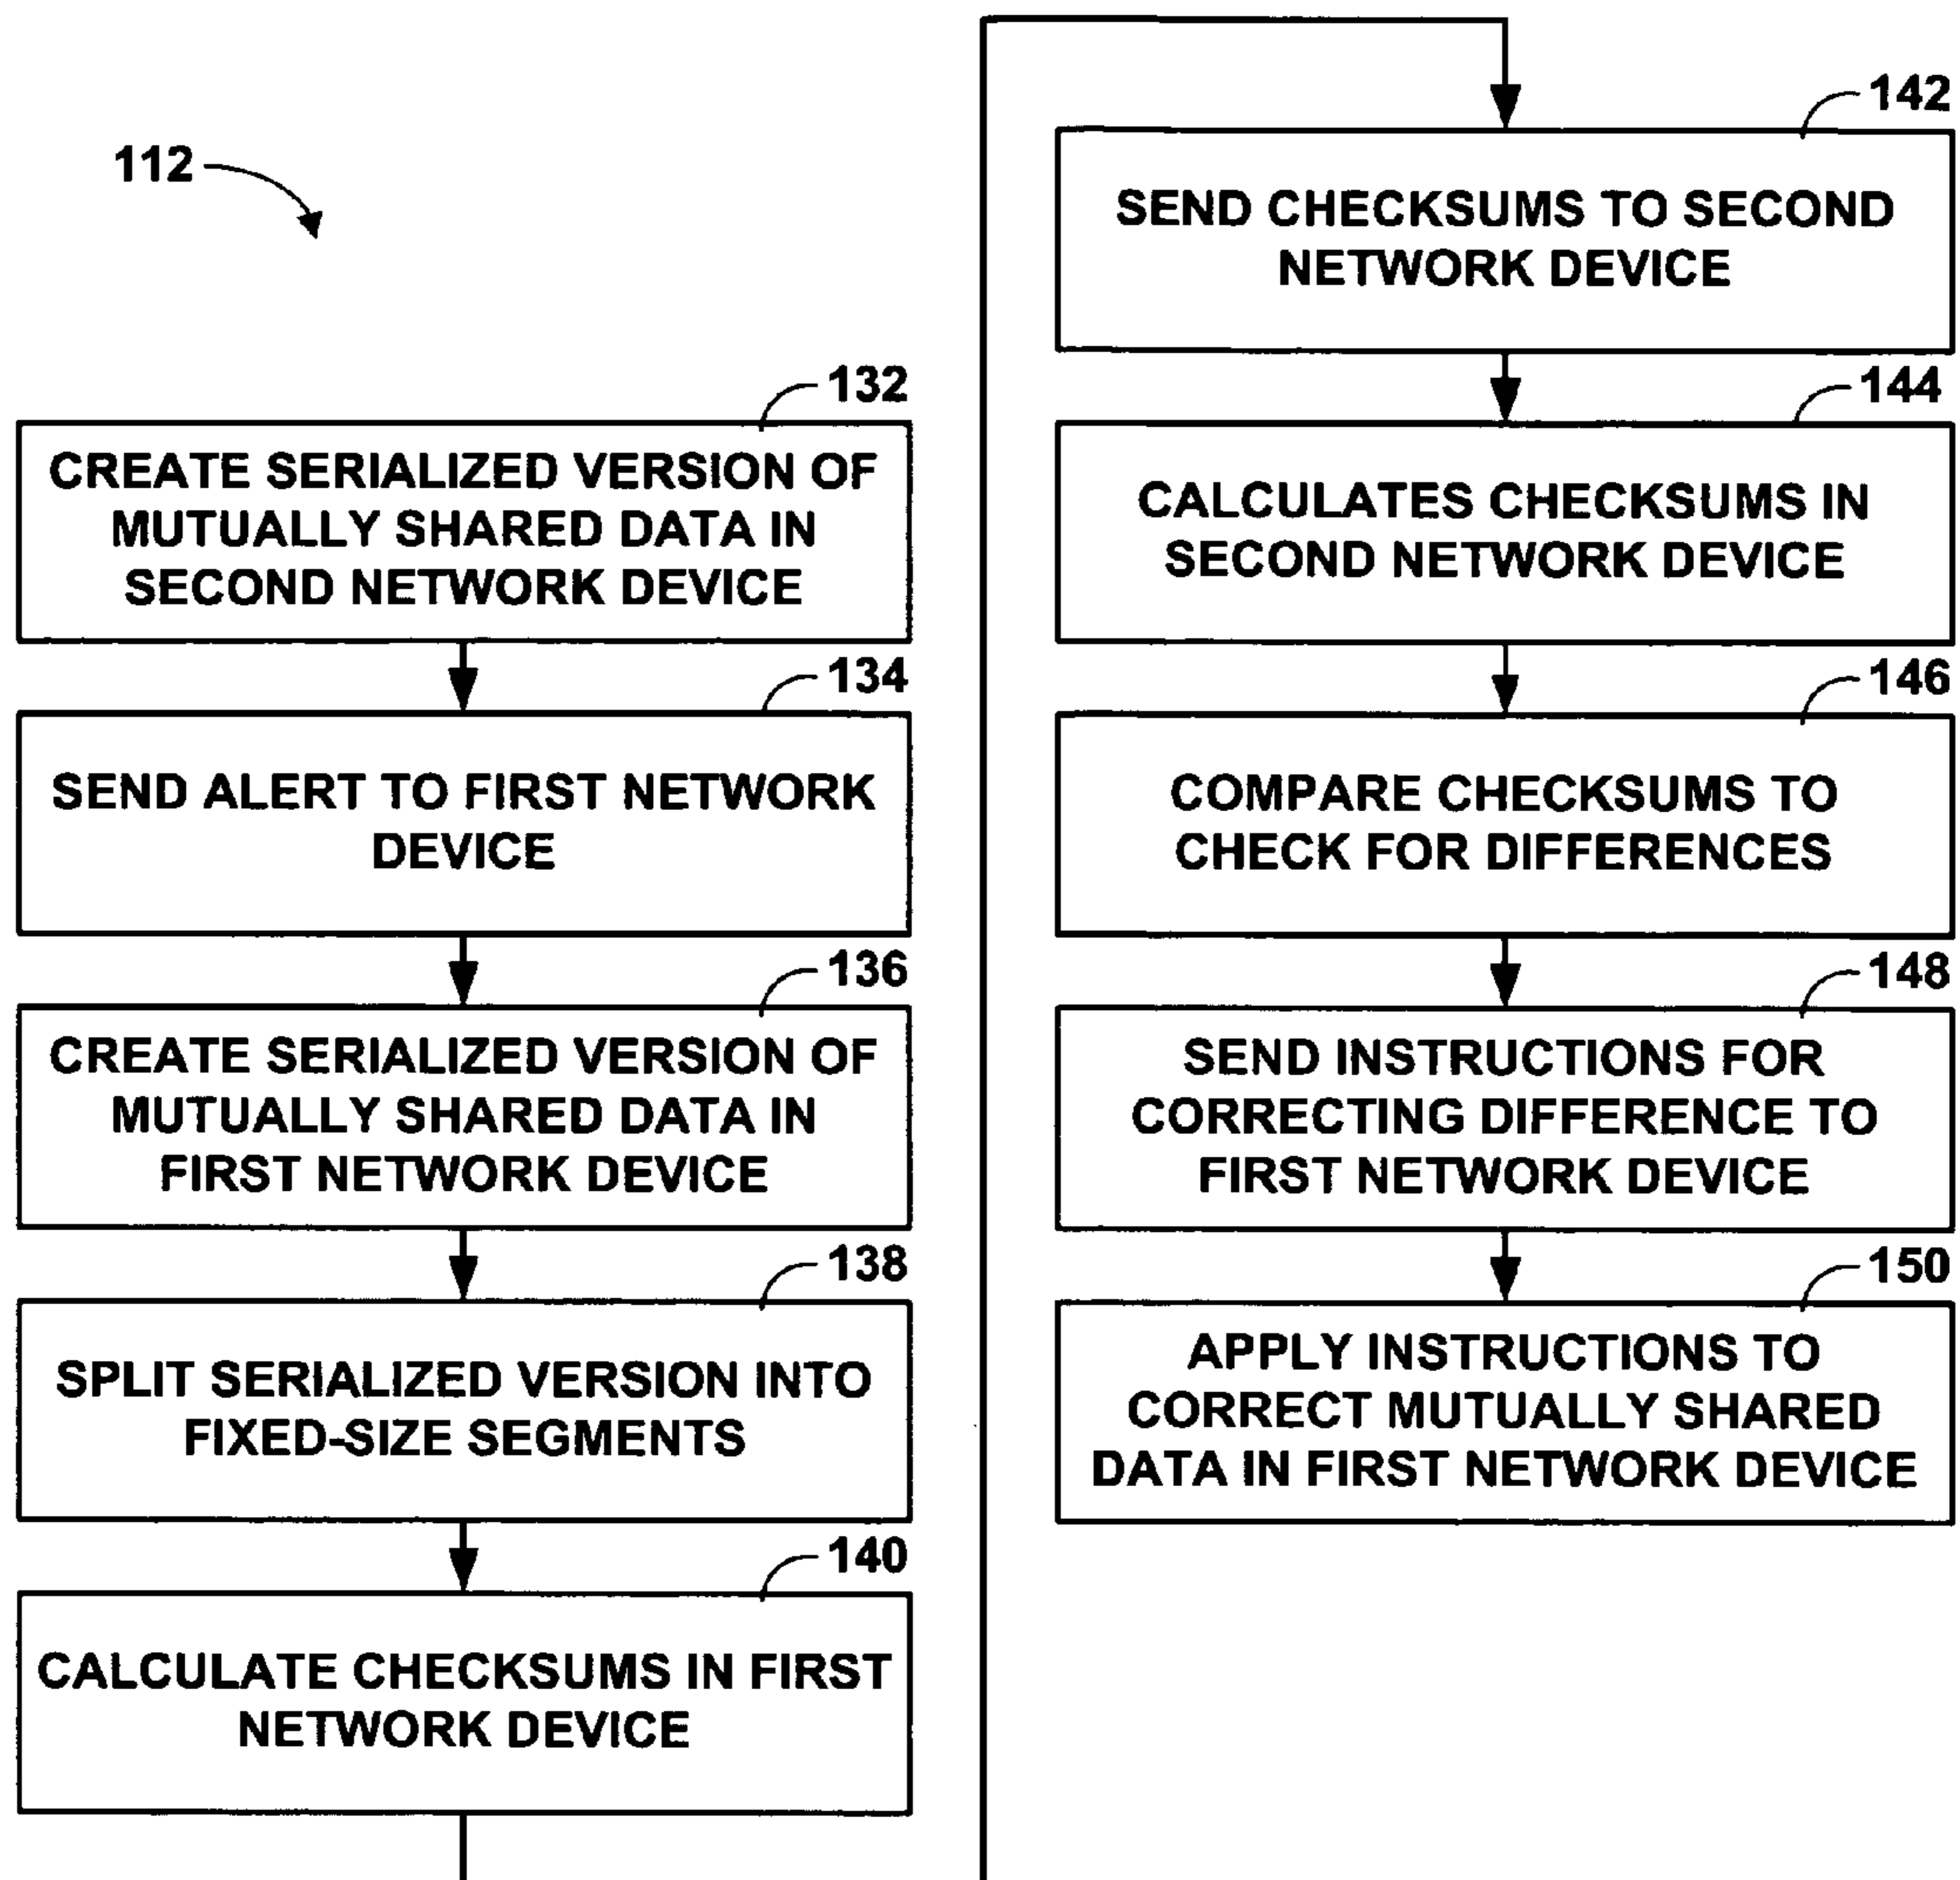 112
132
CREATE SERIALIZED VERSION OF
MUTUALLY SHARED DATA IN
SECOND NETWORK DEVICE
134
SEND ALERT TO FIRST NETWORK
DEVICE
136
CREATE SERIALIZED VERSION OF
MUTUALLY SHARED DATA IN
FIRST NETWORK DEVICE
138
SPLIT SERIALIZED VERSION INTO
FIXED-SIZE SEGMENTS
140
CALCULATE CHECKSUMS IN FIRST
NETWORK DEVICE
142
SEND CHECKSUMS TO SECOND
NETWORK DEVICE
144
CALCULATES CHECKSUMS IN
SECOND NETWORK DEVICE
146
COMPARE CHECKSUMS TO
CHECK FOR DIFFERENCES
148
SEND INSTRUCTIONS FOR
CORRECTING DIFFERENCE TO
FIRST NETWORK DEVICE
150
APPLY INSTRUCTIONS TO
CORRECT MUTUALLY SHARED
DATA IN FIRST NETWORK DEVICE